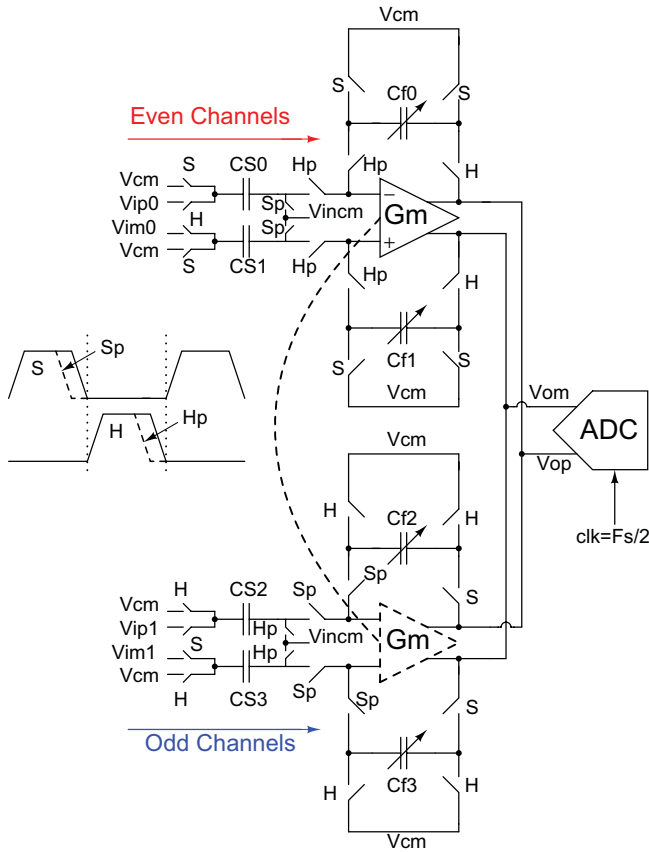 Vcm
S
Cf0
S
Even Channels
S
CS0
Hp
Hp
H
Vcm
Vip0
Sp
Vincm
−
Gm
Vim0
H
Sp
+
Vcm
S
CS1
Hp
Hp
H
Sp
S
Cf1
S
S
Vcm
H
Hp
Vom
ADC
Vop
Vcm
clk=Fs/2
H
Cf2
H
Sp
H
CS2
Sp
S
Vcm
Vip1
Hp
Vincm
Gm
Vim1
S
Hp
Vcm
H
CS3
Sp
Sp
S
Odd Channels
H
Cf3
H
Vcm